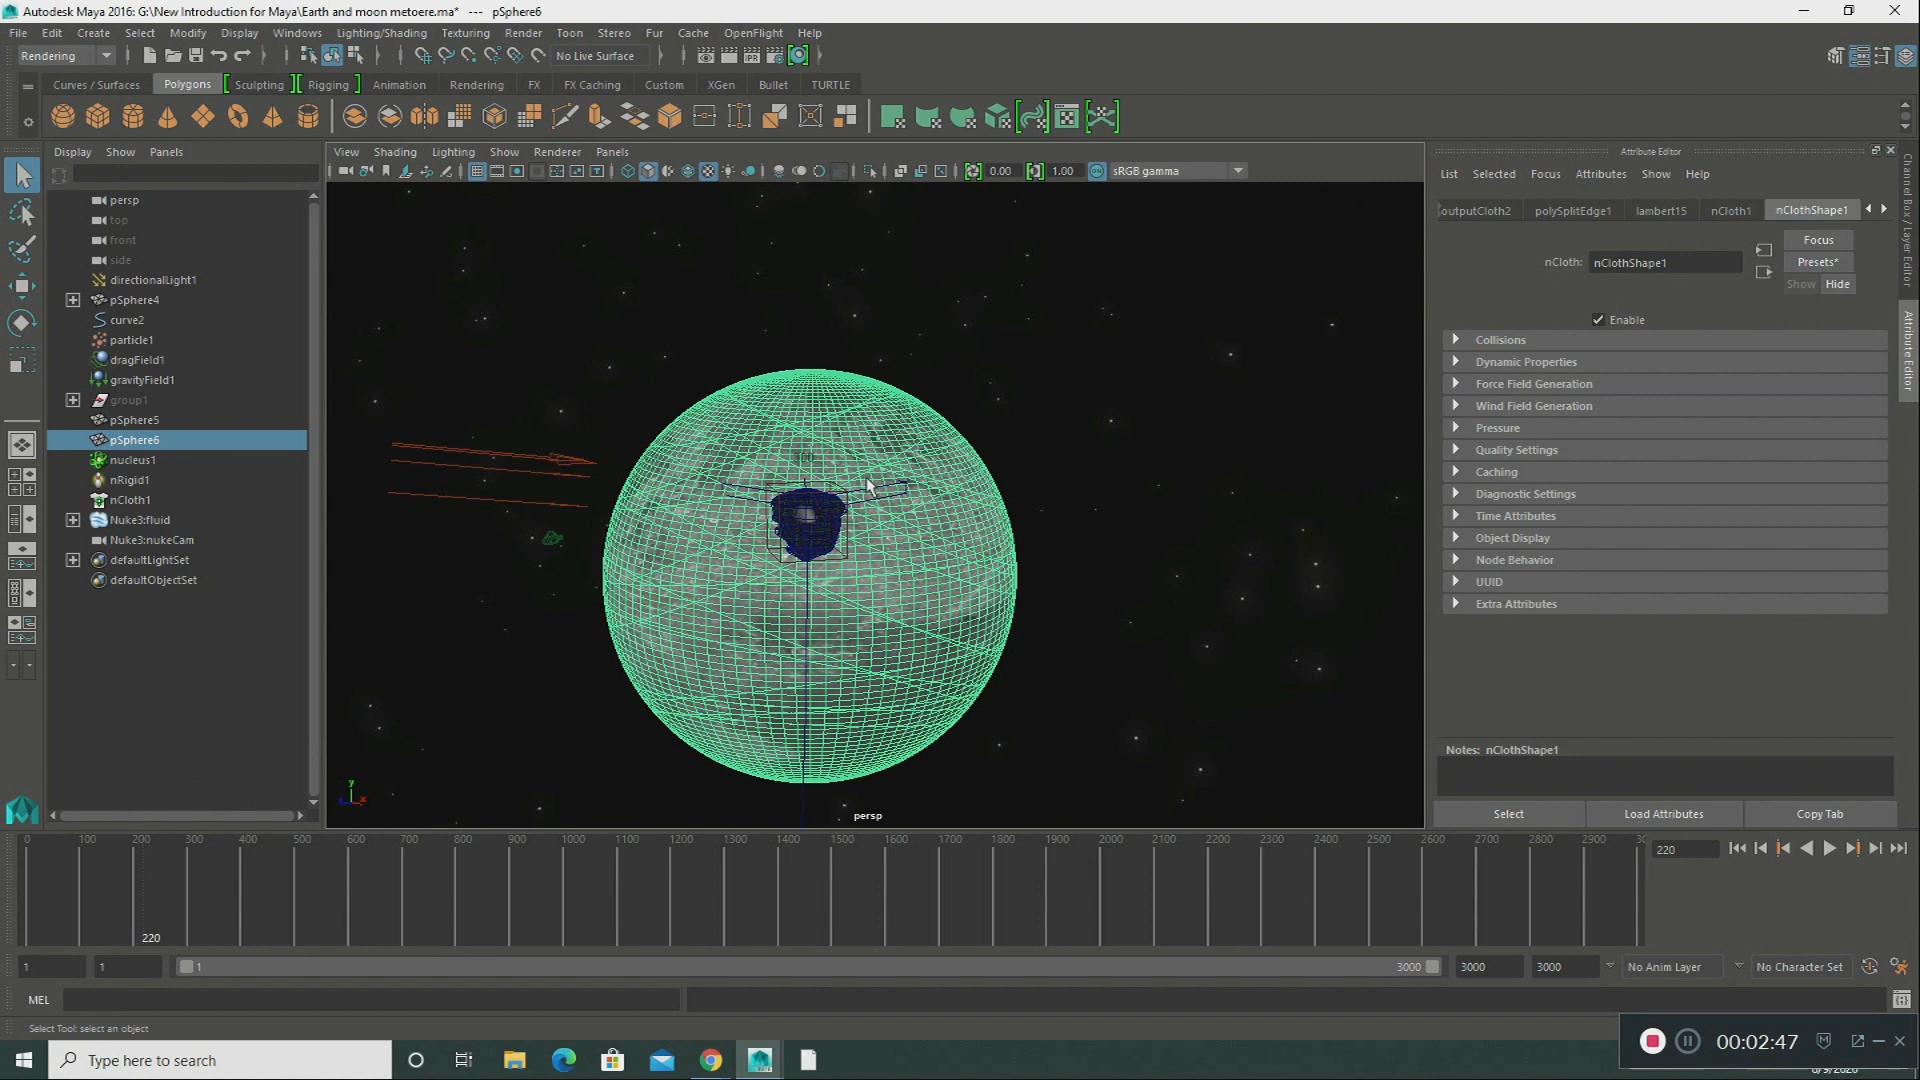 Autodesk Maya 2016: G:\New Introduction for Maya\Earth and moon metoere.ma* --- pSphere6
File Edit Create Select Modify Display Windows Lighting/Shading Texturing Render Toon Stereo Fur Cache OpenFlight Help
Rendering No Live Surface
Curves / Surfaces Polygons Sculpting Rigging Animation Rendering FX FX Caching Custom XGen Bullet TURTLE
Display Show Panels
View Shading Lighting Show Renderer Panels
0.00 1.00 sRGB gamma
persp
top
front
side
directionalLight1
pSphere4
curve2
particle1
dragField1
gravityField1
group1
pSphere5
pSphere6
nucleus1
nRigid1
nCloth1
Nuke3:fluid
Nuke3:nukeCam
defaultLightSet
defaultObjectSet
persp
Attribute Editor
List Selected Focus Attributes Show Help
outputCloth2 polySplitEdge1 lambert15 nCloth1 nClothShape1
nCloth: nClothShape1
Focus
Presets*
Show Hide
Enable
Collisions
Dynamic Properties
Force Field Generation
Wind Field Generation
Pressure
Quality Settings
Caching
Diagnostic Settings
Time Attributes
Object Display
Node Behavior
UUID
Extra Attributes
Notes: nClothShape1
Select Load Attributes Copy Tab
Channel Box / Layer Editor
Attribute Editor
0 100 200 300 400 500 600 700 800 900 1000 1100 1200 1300 1400 1500 1600 1700 1800 1900 2000 2100 2200 2300 2400 2500 2600 2700 2800 2900
220
220
1 1 1 3000 3000 3000 No Anim Layer No Character Set
MEL
Select Tool: select an object
Type here to search
00:02:47